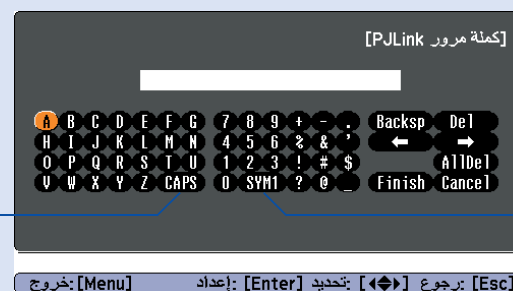 [كملة مرور PJLink]
A B C D E F G 7 8 9 + - . Backsp Del
H I J K L M N 4 5 6 % & ' ← →
O P Q R S T U 1 2 3 ! # $ AllDel
V W X Y Z CAPS 0 SYM1 ? @ _ Finish Cancel
[Esc] :رجوع [◀◆▶] :تحديد [Enter] :إعداد [Menu] :خروج